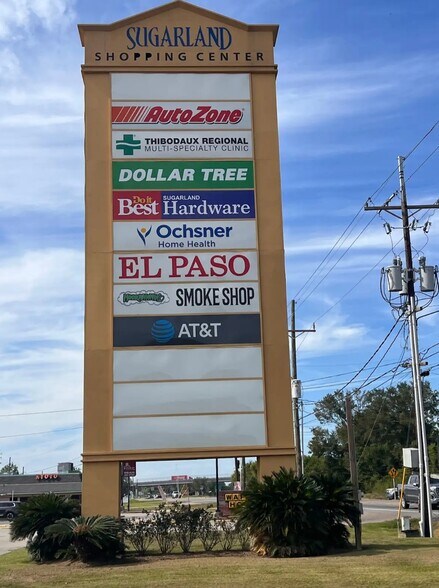 SUGARLAND
SHOPPING CENTER
AutoZone
THIBODAUX REGIONAL
MULTI-SPECIALTY CLINIC
DOLLAR TREE
Do it
Best
SUGARLAND
Hardware
Ochsner
Home Health
EL PASO
SMOKE SHOP
AT&T